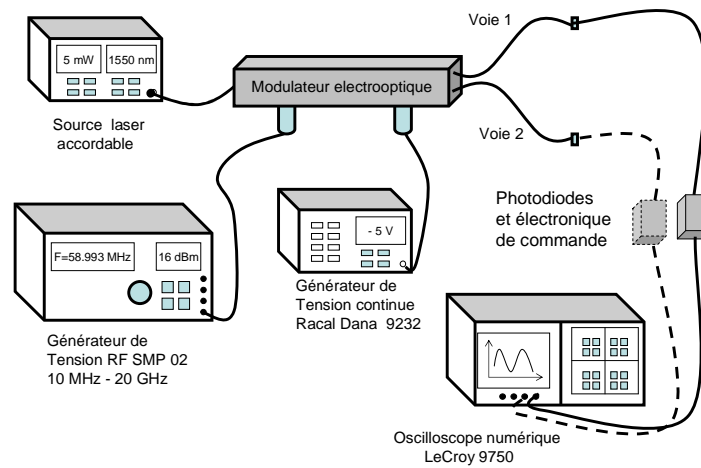 Voie 1
5 mW
1550 nm
Modulateur electrooptique
Source laser
accordable
Voie 2
Photodiodes
et électronique
de commande
- 5 V
F=58.993 MHz
16 dBm
Générateur de
Tension continue
Racal Dana 9232
Générateur de
Tension RF SMP 02
10 MHz - 20 GHz
Oscilloscope numérique
LeCroy 9750